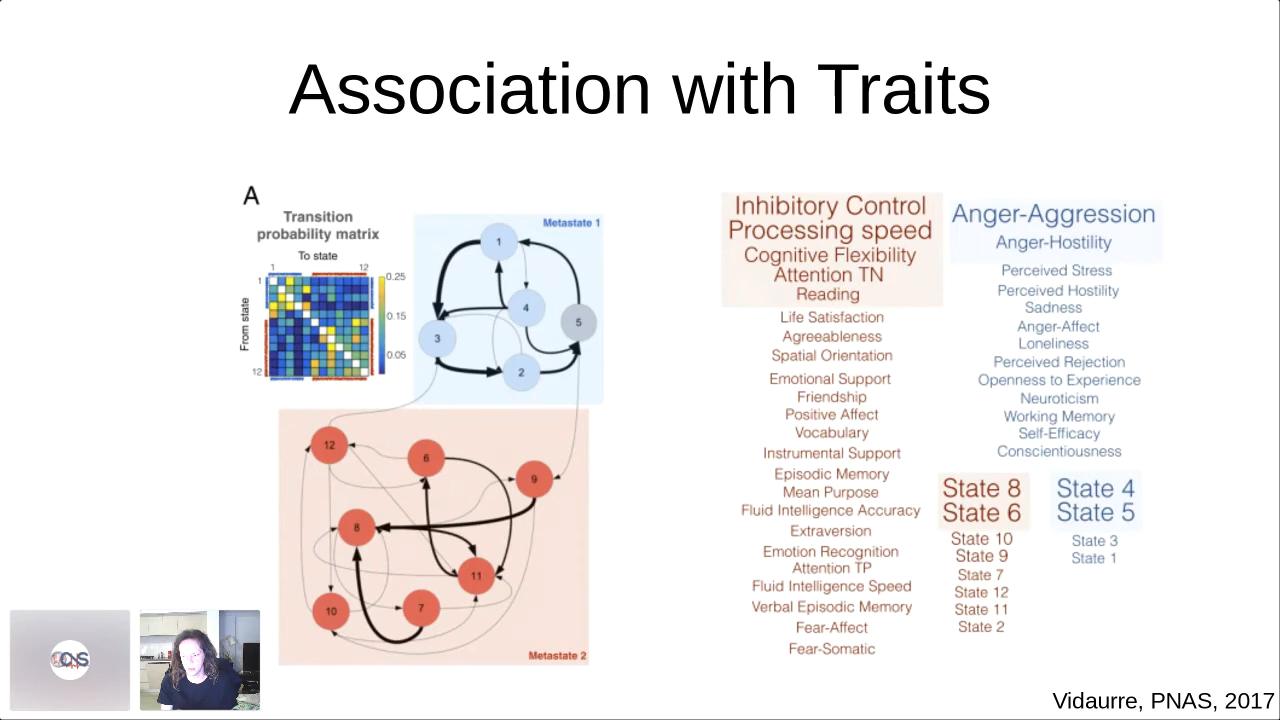 Association with Traits
A
Transition
probability matrix
To state
1
12
From state
1
12
0.25
0.15
0.05
Metastate 1
1
4
5
3
2
12
6
9
8
11
10
7
Metastate 2
Inhibitory Control
Processing speed
Cognitive Flexibility
Attention TN
Reading
Life Satisfaction
Agreeableness
Spatial Orientation
Emotional Support
Friendship
Positive Affect
Vocabulary
Instrumental Support
Episodic Memory
Mean Purpose
Fluid Intelligence Accuracy
Extraversion
Emotion Recognition
Attention TP
Fluid Intelligence Speed
Verbal Episodic Memory
Fear-Affect
Fear-Somatic
Anger-Aggression
Anger-Hostility
Perceived Stress
Perceived Hostility
Sadness
Anger-Affect
Loneliness
Perceived Rejection
Openness to Experience
Neuroticism
Working Memory
Self-Efficacy
Conscientiousness
State 8
State 6
State 10
State 9
State 7
State 12
State 11
State 2
State 4
State 5
State 3
State 1
Vidaurre, PNAS, 2017